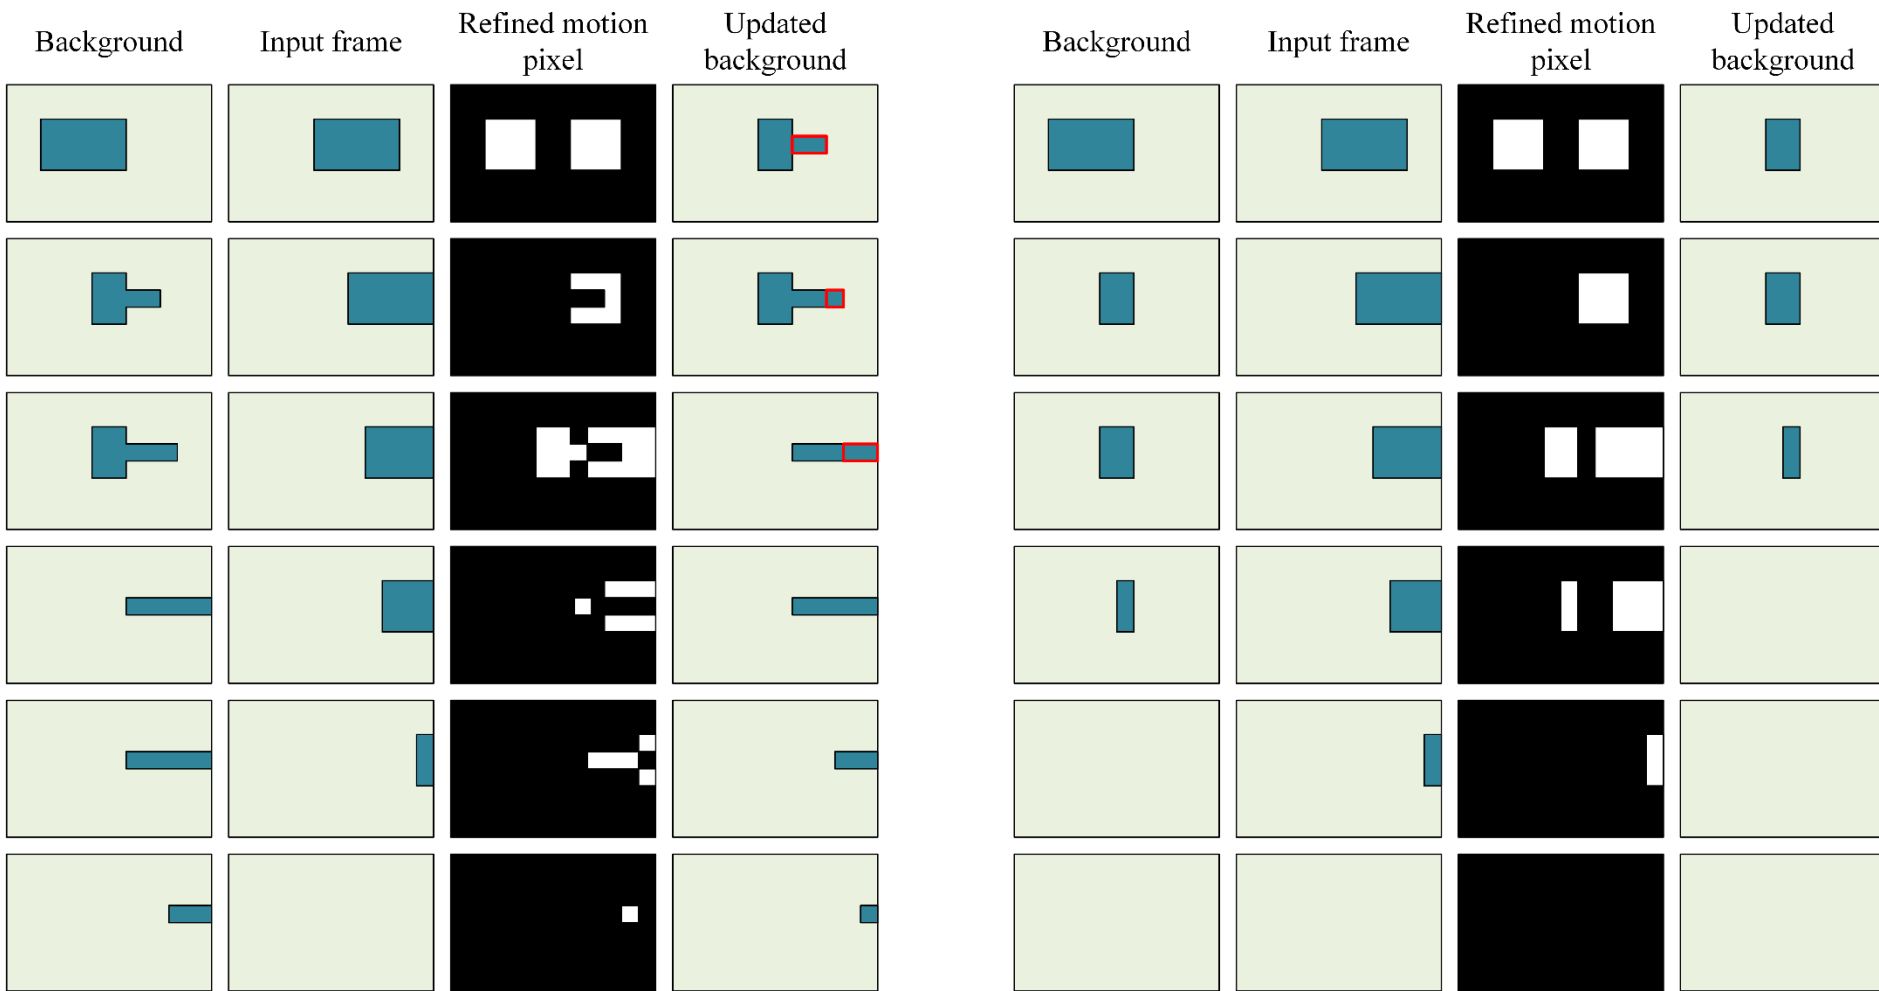 Background
Input frame
Refined motion
pixel
Updated
background
Background
Input frame
Refined motion
pixel
Updated
background